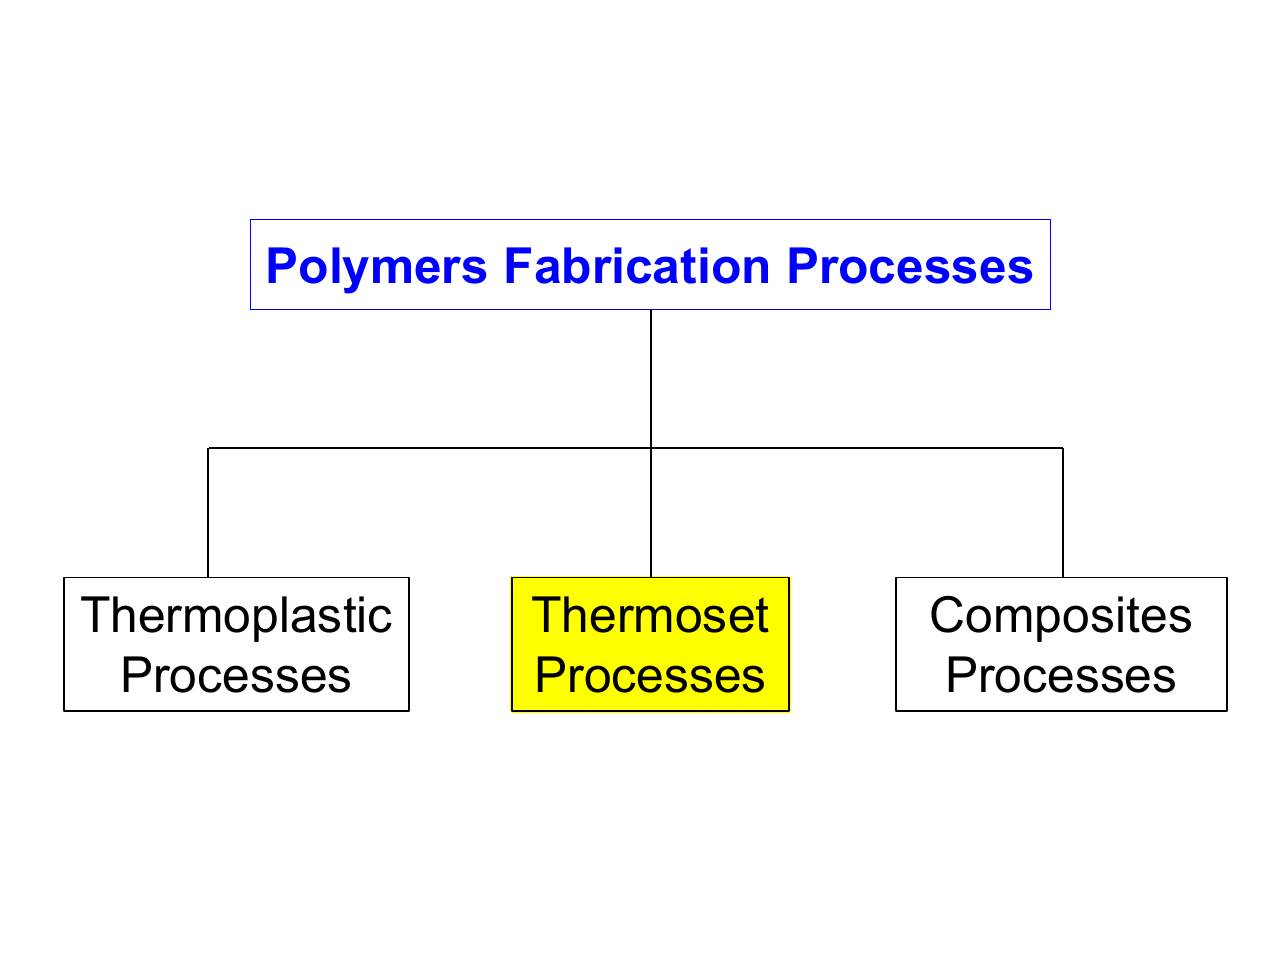 Polymers Fabrication Processes
Thermoplastic
Processes
Thermoset
Processes
Composites
Processes